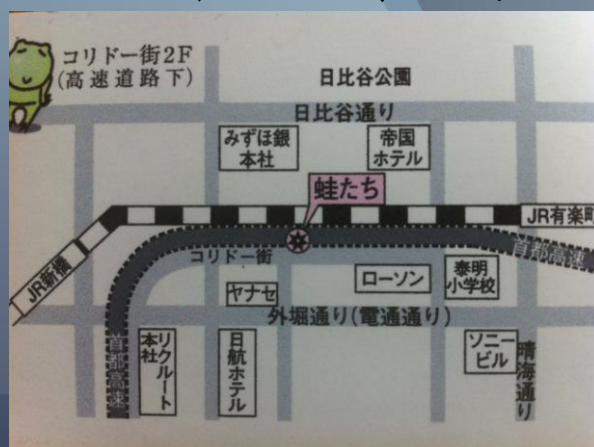 コリドー街2F
(高速道路下)
日比谷公園
日比谷通り
みずほ銀
本社
帝国
ホテル
蛙たち
JR有楽町
JR新橋
コリドー街
首都高速
ヤナセ
ローソン
泰明
小学校
外堀通り(電通通り)
首都高速
リクルート
本社
日航ホテル
ソニー
ビル
晴海通り